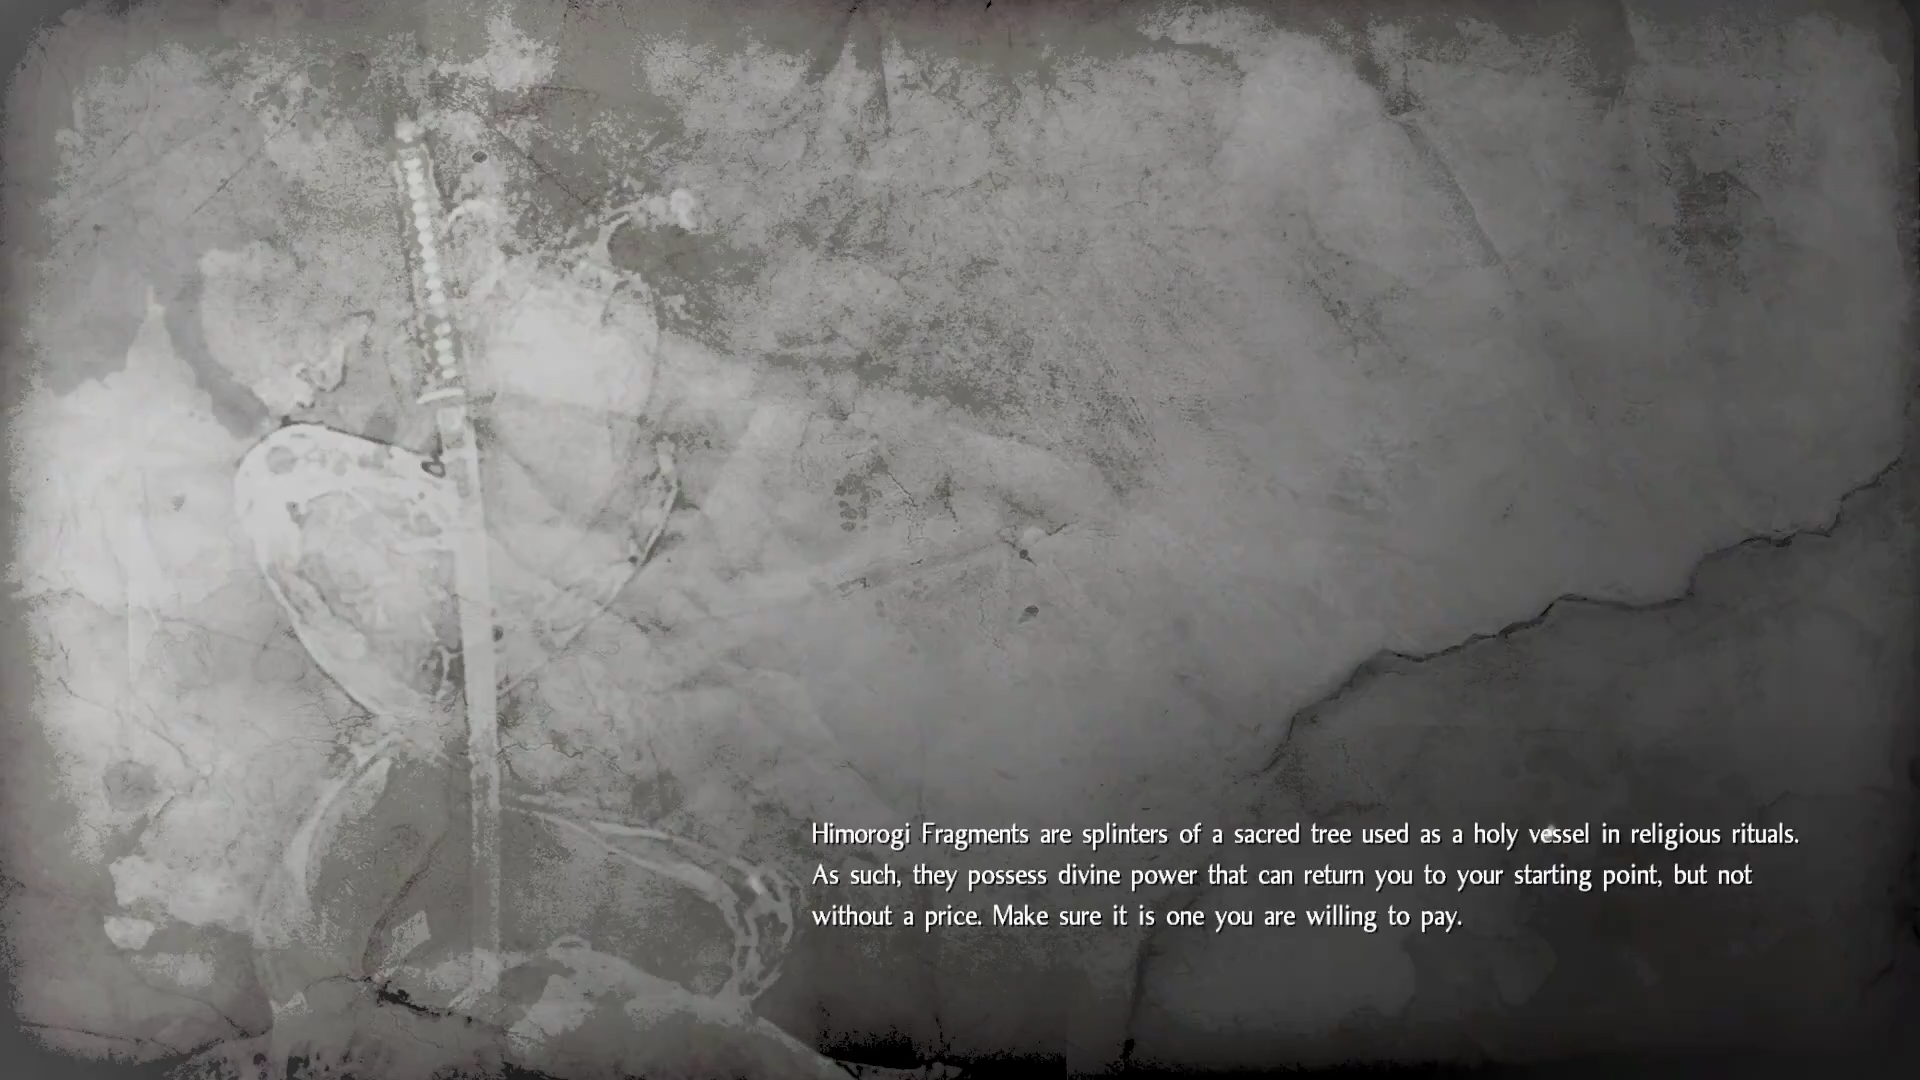 Himorogi Fragments are splinters of a sacred tree used as a holy vessel in religious rituals.
As such, they possess divine power that can return you to your starting point, but not
without a price. Make sure it is one you are willing to pay.